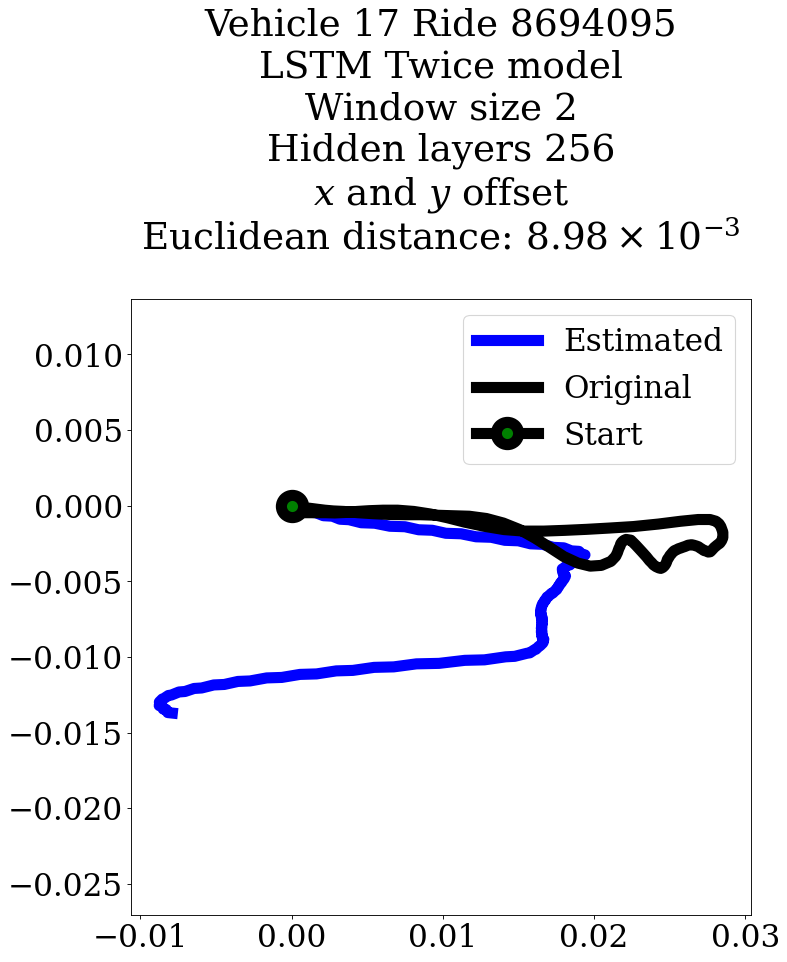 Vehicle 17 Ride 8694095
LSTM Twice model
Window size 2
Hidden layers 256
x and y offset
Euclidean distance: 8.98 × 10⁻³
Estimated
Original
Start
0.010
0.005
0.000
−0.005
−0.010
−0.015
−0.020
−0.025
−0.01 0.00 0.01 0.02 0.03